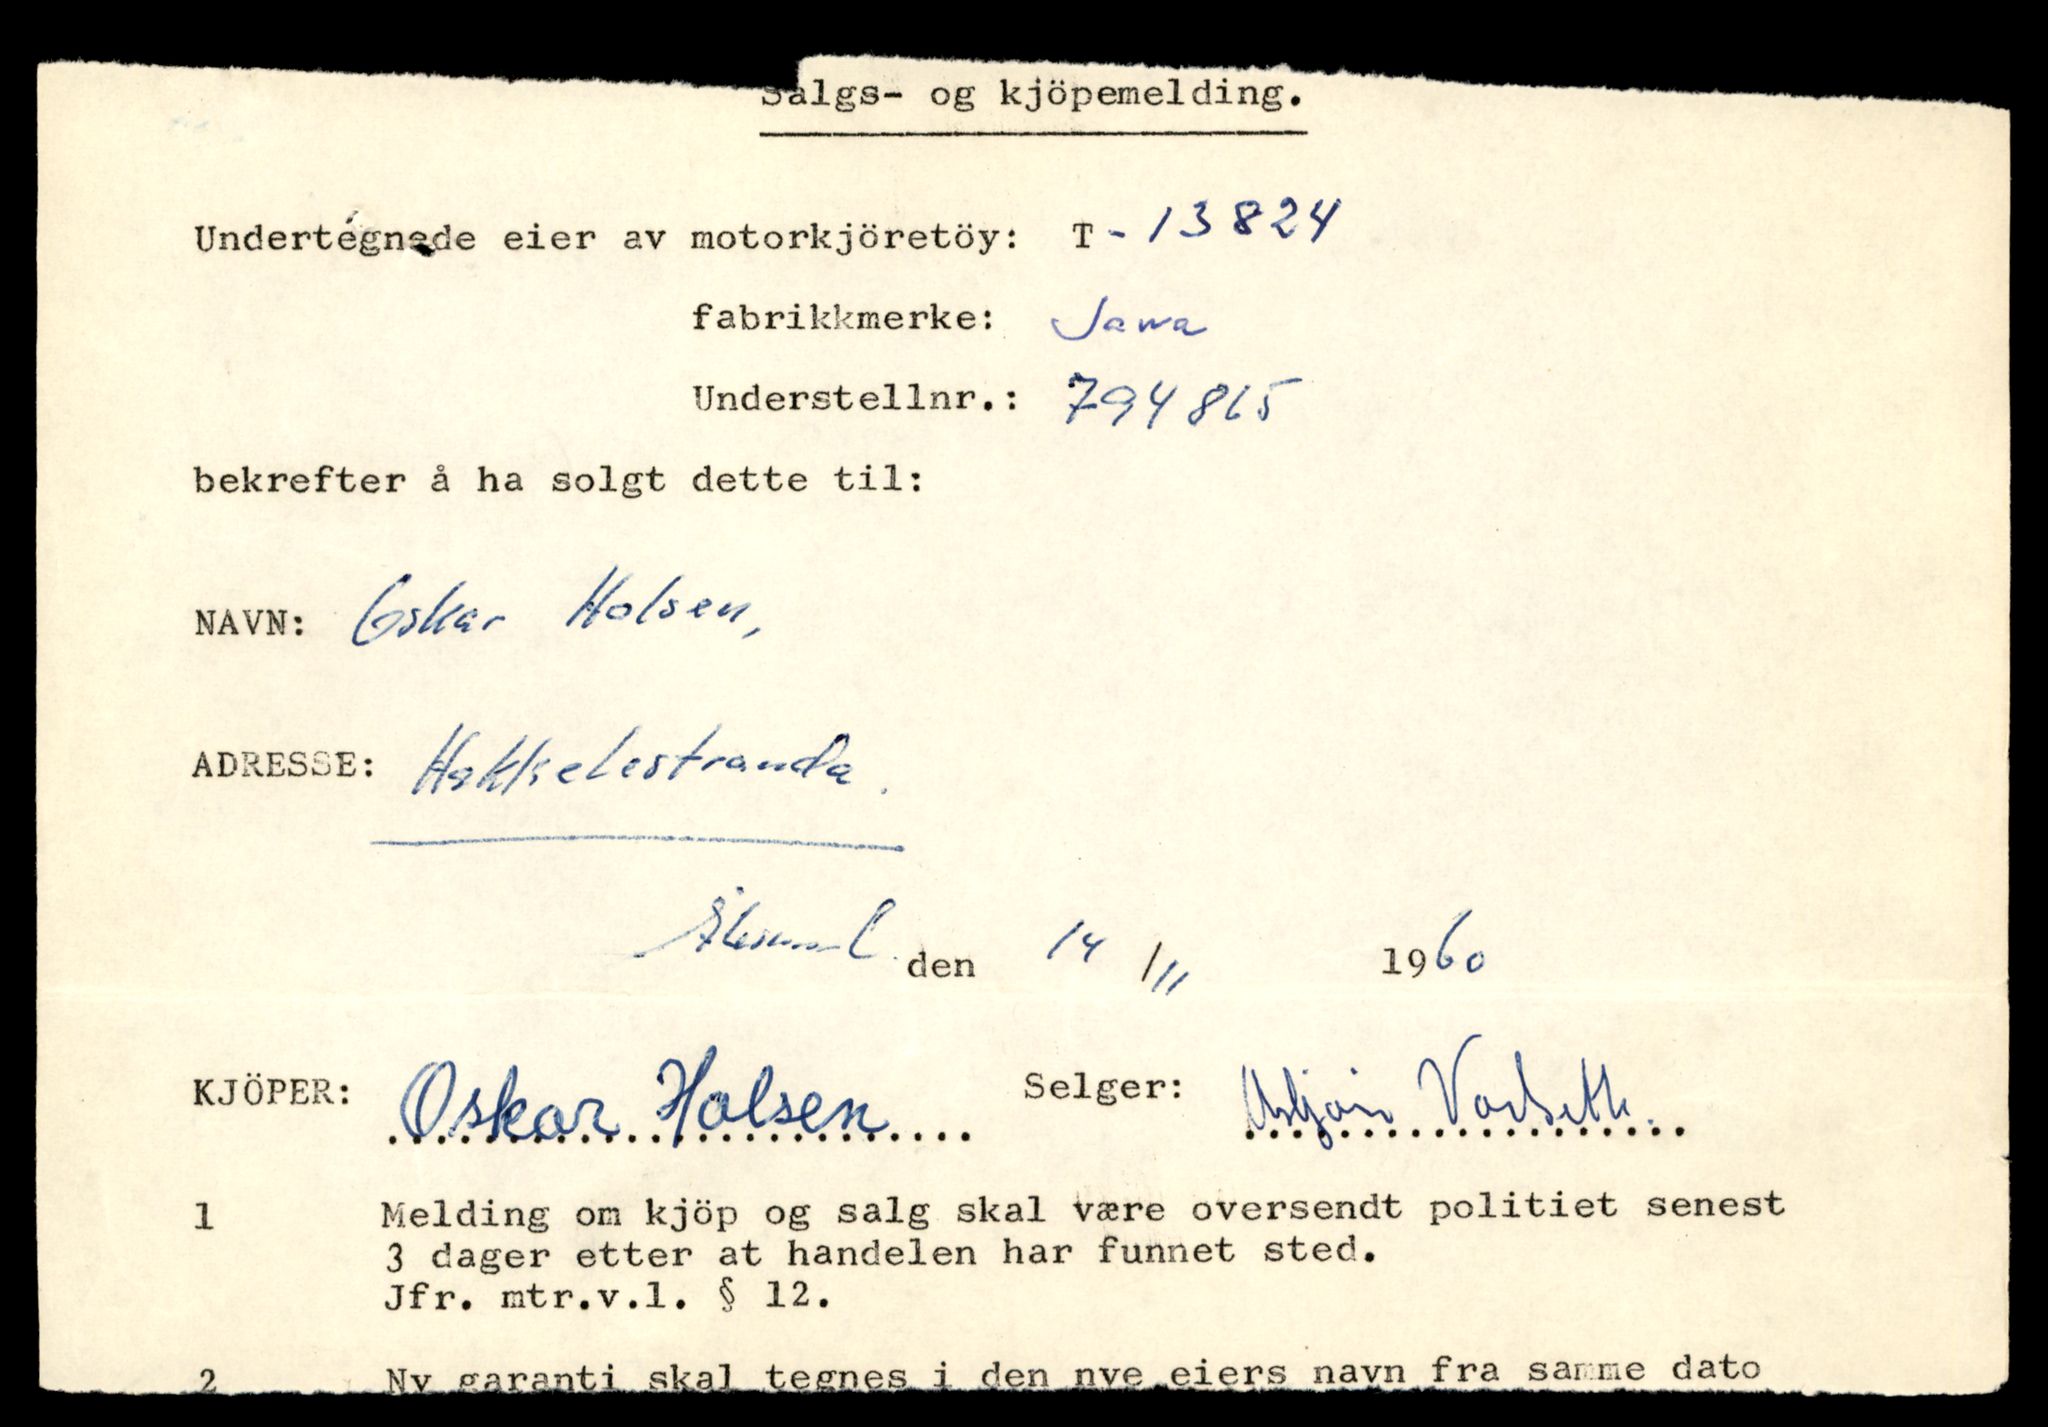 Salgs- og kjöpemelding.
Undertegnede eier av motorkjöretöy: T-13824
fabrikkmerke: Jawa
Understellnr.: 794865
bekrefter å ha solgt dette til:
NAVN: Oskar Holsen,
ADRESSE:
den 14/11 1960
KJÖPER: Oskar Holsen Selger:
1 Melding om kjöp og salg skal være oversendt politiet senest
3 dager etter at handelen har funnet sted.
Jfr. mtr.v.l. § 12.
2 Ny garanti skal tegnes i den nye eiers navn fra samme dato